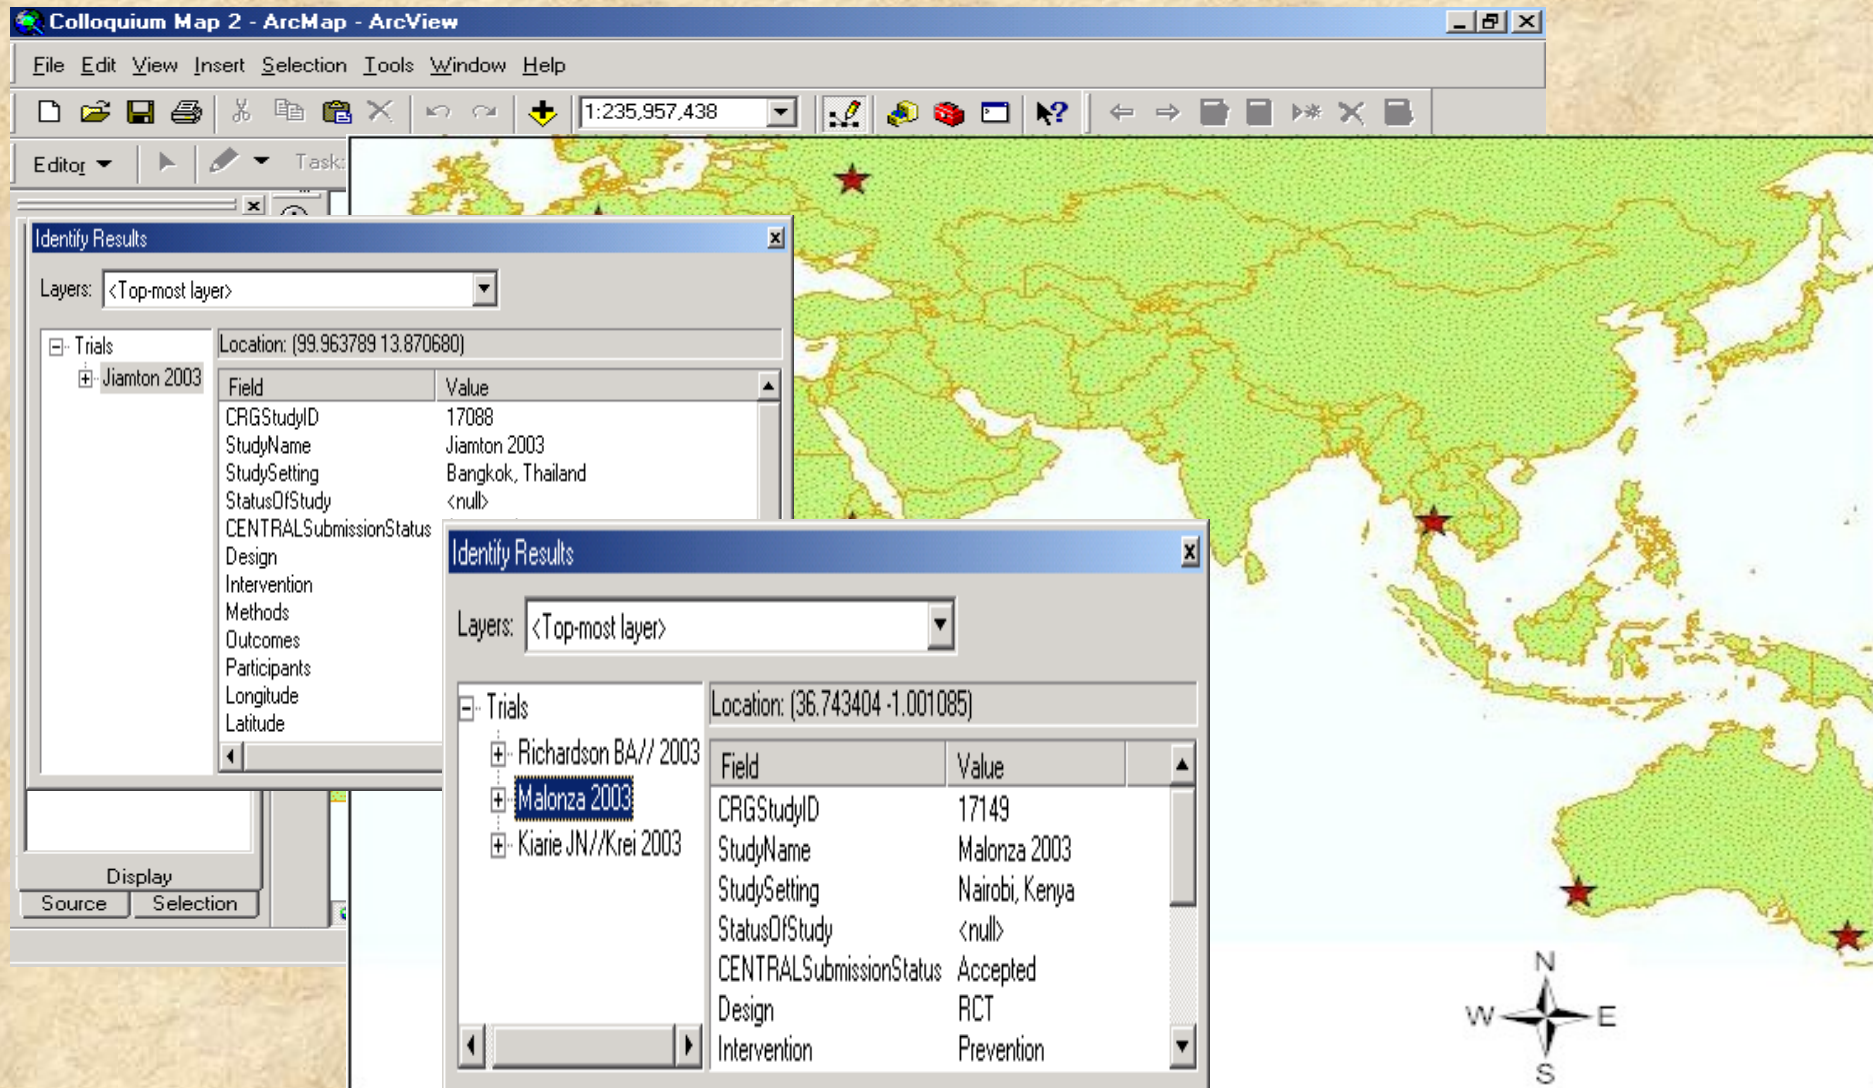 Colloquium Map 2 - ArcMap - ArcView
File Edit View Insert Selection Tools Window Help
1:235,957,438
Editor Task:
Identify Results
Layers: <Top-most layer>
Trials
Jiamton 2003
Location: (99.963789 13.870680)
Field Value
CRGStudyID 17088
StudyName Jiamton 2003
StudySetting Bangkok, Thailand
StatusOfStudy <null>
CENTRALSubmissionStatus
Design
Intervention
Methods
Outcomes
Participants
Longitude
Latitude
Display
Source Selection
Identify Results
Layers: <Top-most layer>
Trials
Richardson BA// 2003
Malonza 2003
Kiarie JN//Krei 2003
Location: (36.743404 -1.001085)
Field Value
CRGStudyID 17149
StudyName Malonza 2003
StudySetting Nairobi, Kenya
StatusOfStudy <null>
CENTRALSubmissionStatus Accepted
Design RCT
Intervention Prevention
N
W E
S